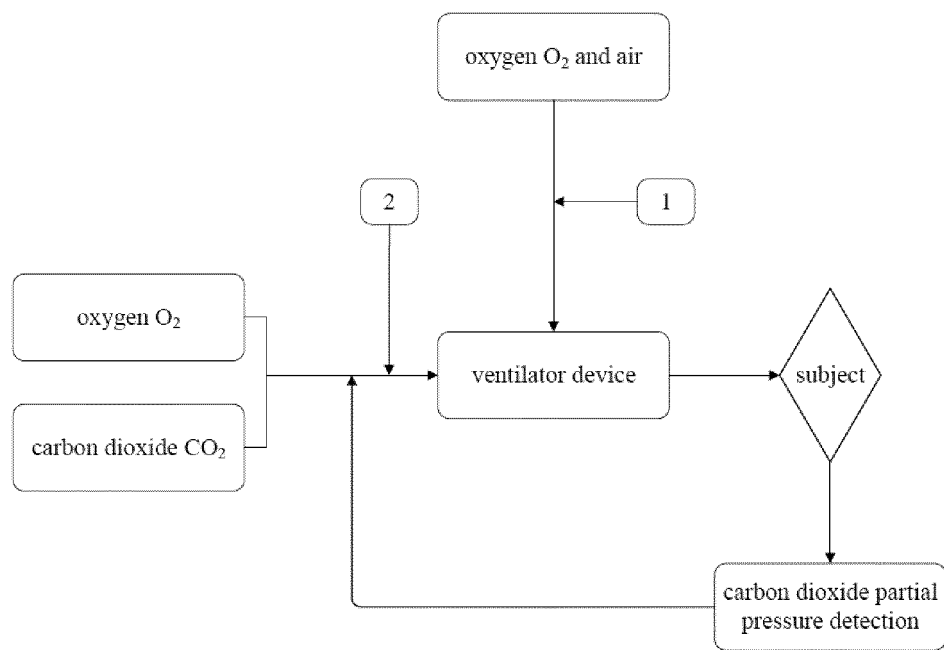 oxygen O₂ and air
2
1
oxygen O₂
ventilator device
subject
carbon dioxide CO₂
carbon dioxide partial
pressure detection